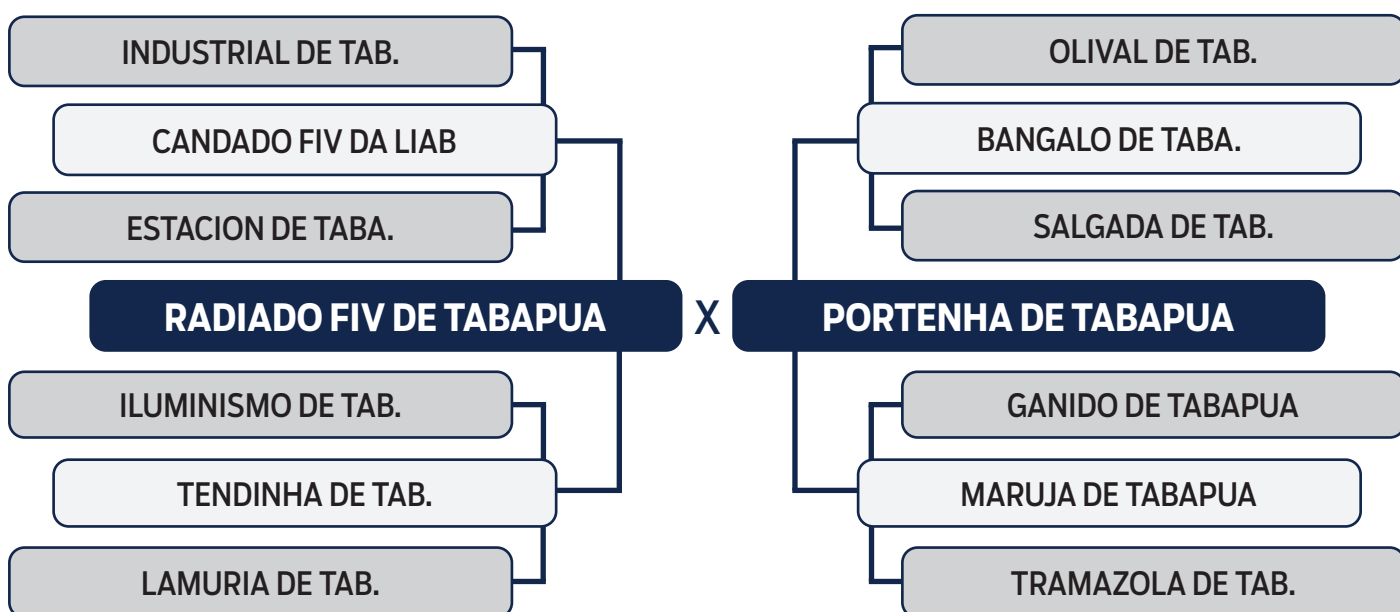 INDUSTRIAL DE TAB.
CANDADO FIV DA LIAB
ESTACION DE TABA.
RADIADO FIV DE TABAPUA
ILUMINISMO DE TAB.
TENDINHA DE TAB.
LAMURIA DE TAB.
X
OLIVAL DE TAB.
BANGALO DE TABA.
SALGADA DE TAB.
PORTENHA DE TABAPUA
GANIDO DE TABAPUA
MARUJA DE TABAPUA
TRAMAZOLA DE TAB.